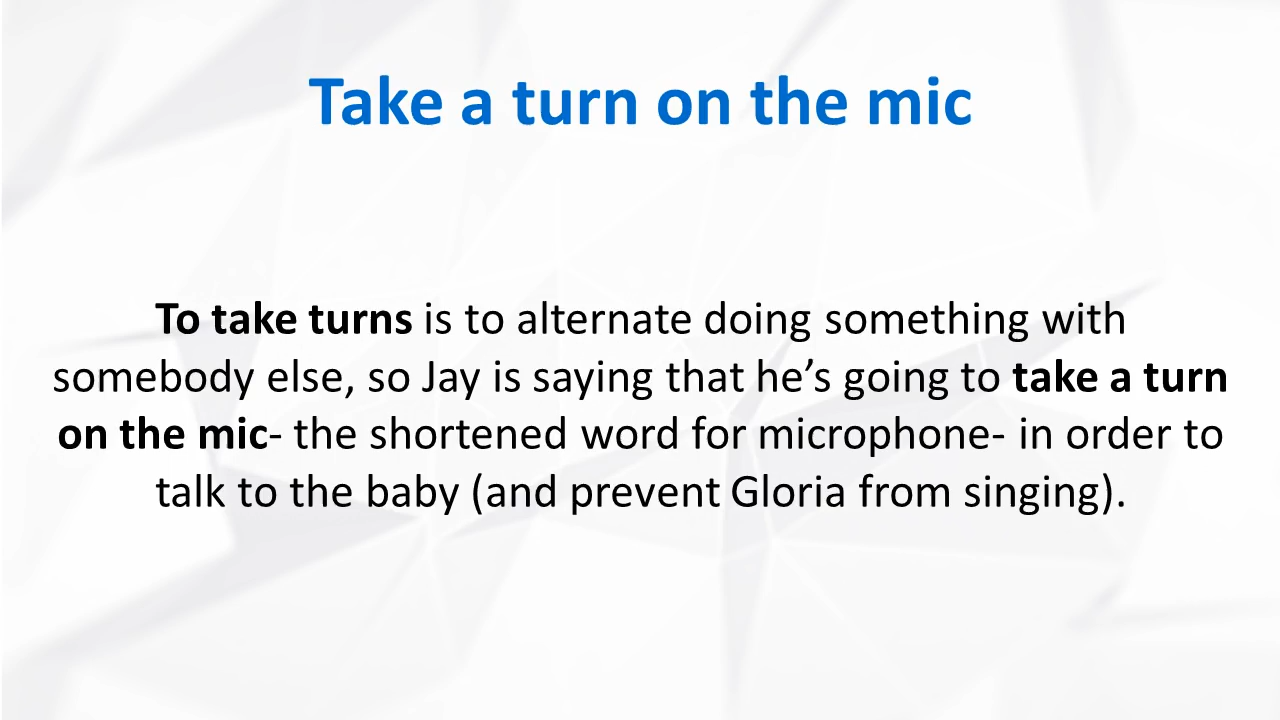 Take a turn on the mic
To take turns is to alternate doing something with
somebody else, so Jay is saying that he’s going to take a turn
on the mic- the shortened word for microphone- in order to
talk to the baby (and prevent Gloria from singing).